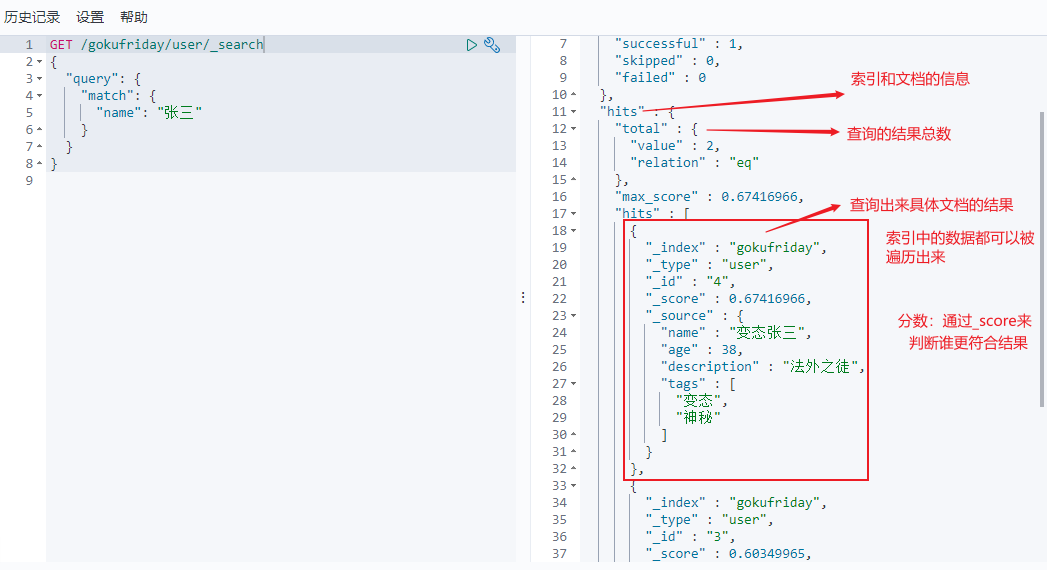 历史记录 设置 帮助
1 GET /gokufriday/user/_search
2 {
3 "query": {
4 "match": {
5 "name": "张三"
6 }
7 }
8 }
9
7 "successful" : 1,
8 "skipped" : 0,
9 "failed" : 0
10 },
11 "hits" : {
12 "total" : {
13 "value" : 2,
14 "relation" : "eq"
15 },
16 "max_score" : 0.67416966,
17 "hits" : [
18 {
19 "_index" : "gokufriday",
20 "_type" : "user",
21 "_id" : "4",
22 "_score" : 0.67416966,
23 "_source" : {
24 "name" : "变态张三",
25 "age" : 38,
26 "description" : "法外之徒",
27 "tags" : [
28 "变态",
29 "神秘"
30 ]
31 }
32 },
33 {
34 "_index" : "gokufriday",
35 "_type" : "user",
36 "_id" : "3",
37 "_score" : 0.60349965,
索引和文档的信息
查询的结果总数
查询出来具体文档的结果
索引中的数据都可以被
遍历出来
分数：通过_score来
判断谁更符合结果